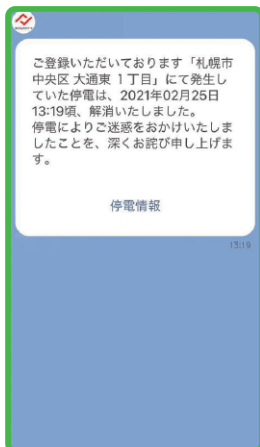 ご登録いただいております「札幌市
中央区 大通東 1丁目」にて発生し
ていた停電は、2021年02月25日
13:19頃、解消いたしました。
停電によりご迷惑をおかけいたしま
したことを、深くお詫び申し上げま
す。
停電情報
13:19